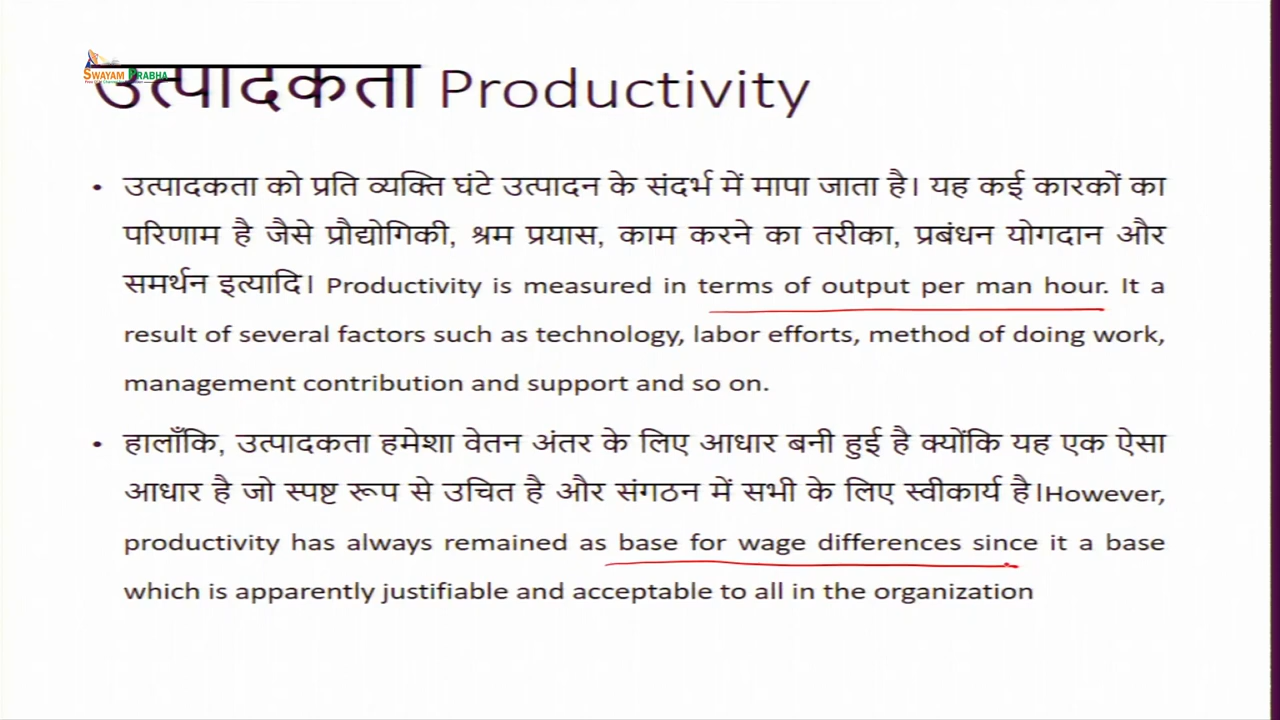 SWAYAM PRABHA
उत्पादकता Productivity
• उत्पादकता को प्रति व्यक्ति घंटे उत्पादन के संदर्भ में मापा जाता है। यह कई कारकों का
परिणाम है जैसे प्रौद्योगिकी, श्रम प्रयास, काम करने का तरीका, प्रबंधन योगदान और
समर्थन इत्यादि। Productivity is measured in terms of output per man hour. It a
result of several factors such as technology, labor efforts, method of doing work,
management contribution and support and so on.
• हालाँकि, उत्पादकता हमेशा वेतन अंतर के लिए आधार बनी हुई है क्योंकि यह एक ऐसा
आधार है जो स्पष्ट रूप से उचित है और संगठन में सभी के लिए स्वीकार्य है।However,
productivity has always remained as base for wage differences since it a base
which is apparently justifiable and acceptable to all in the organization